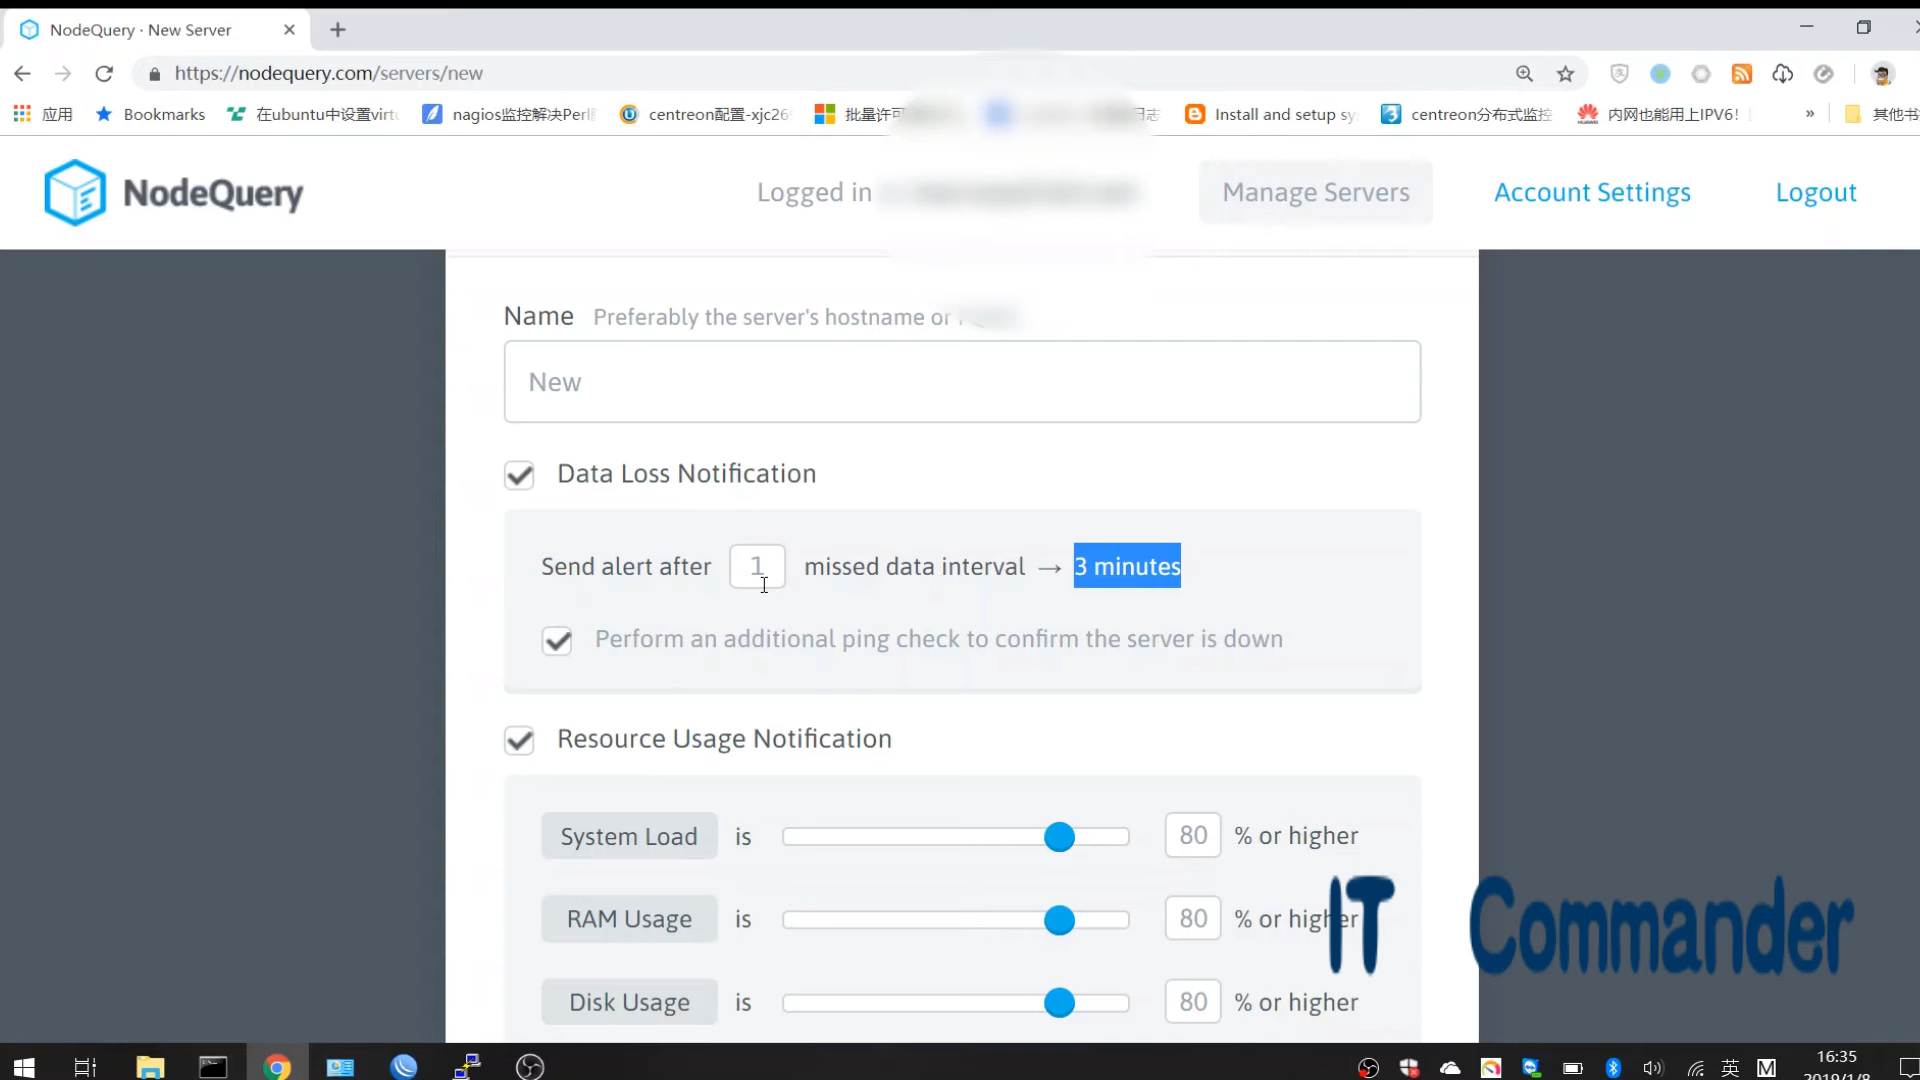 NodeQuery · New Server
https://nodequery.com/servers/new
应用
Bookmarks
在ubuntu中设置virtu
nagios监控解决Perl
centreon配置-xjc26
批量许可
日志
Install and setup sy
centreon分布式监控
内网也能用上IPV6!
»
其他书
NodeQuery
Logged in
Manage Servers
Account Settings
Logout
Name Preferably the server's hostname or
New
Data Loss Notification
Send alert after 1 missed data interval → 3 minutes
Perform an additional ping check to confirm the server is down
Resource Usage Notification
System Load is 80 % or higher
RAM Usage is 80 % or higher
Disk Usage is 80 % or higher
IT Commander
英
M
16:35
2019/1/8